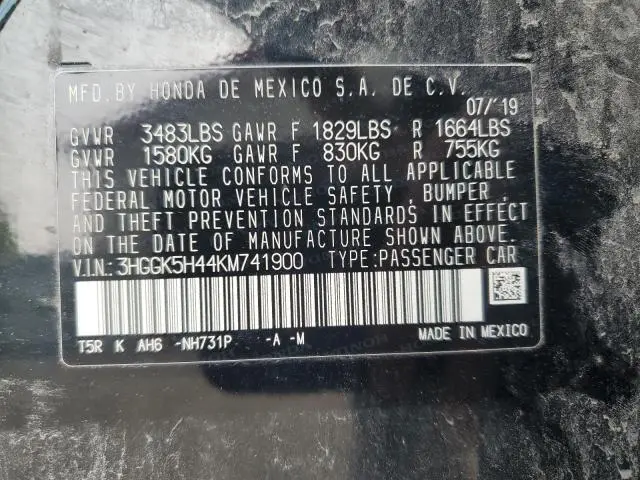 MFD.BY HONDA DE MEXICO S.A. DE C.V.
07/'19
GVWR 3483LBS GAWR F 1829LBS R 1664LBS
GVWR 1580KG GAWR F 830KG R 755KG
THIS VEHICLE CONFORMS TO ALL APPLICABLE
FEDERAL MOTOR VEHICLE SAFETY , BUMPER ,
AND THEFT PREVENTION STANDARDS IN EFFECT
ON THE DATE OF MANUFACTURE SHOWN ABOVE.
V.I.N.:3HGGK5H44KM741900 TYPE:PASSENGER CAR
T5R K AH6 -NH731P -A -M MADE IN MEXICO